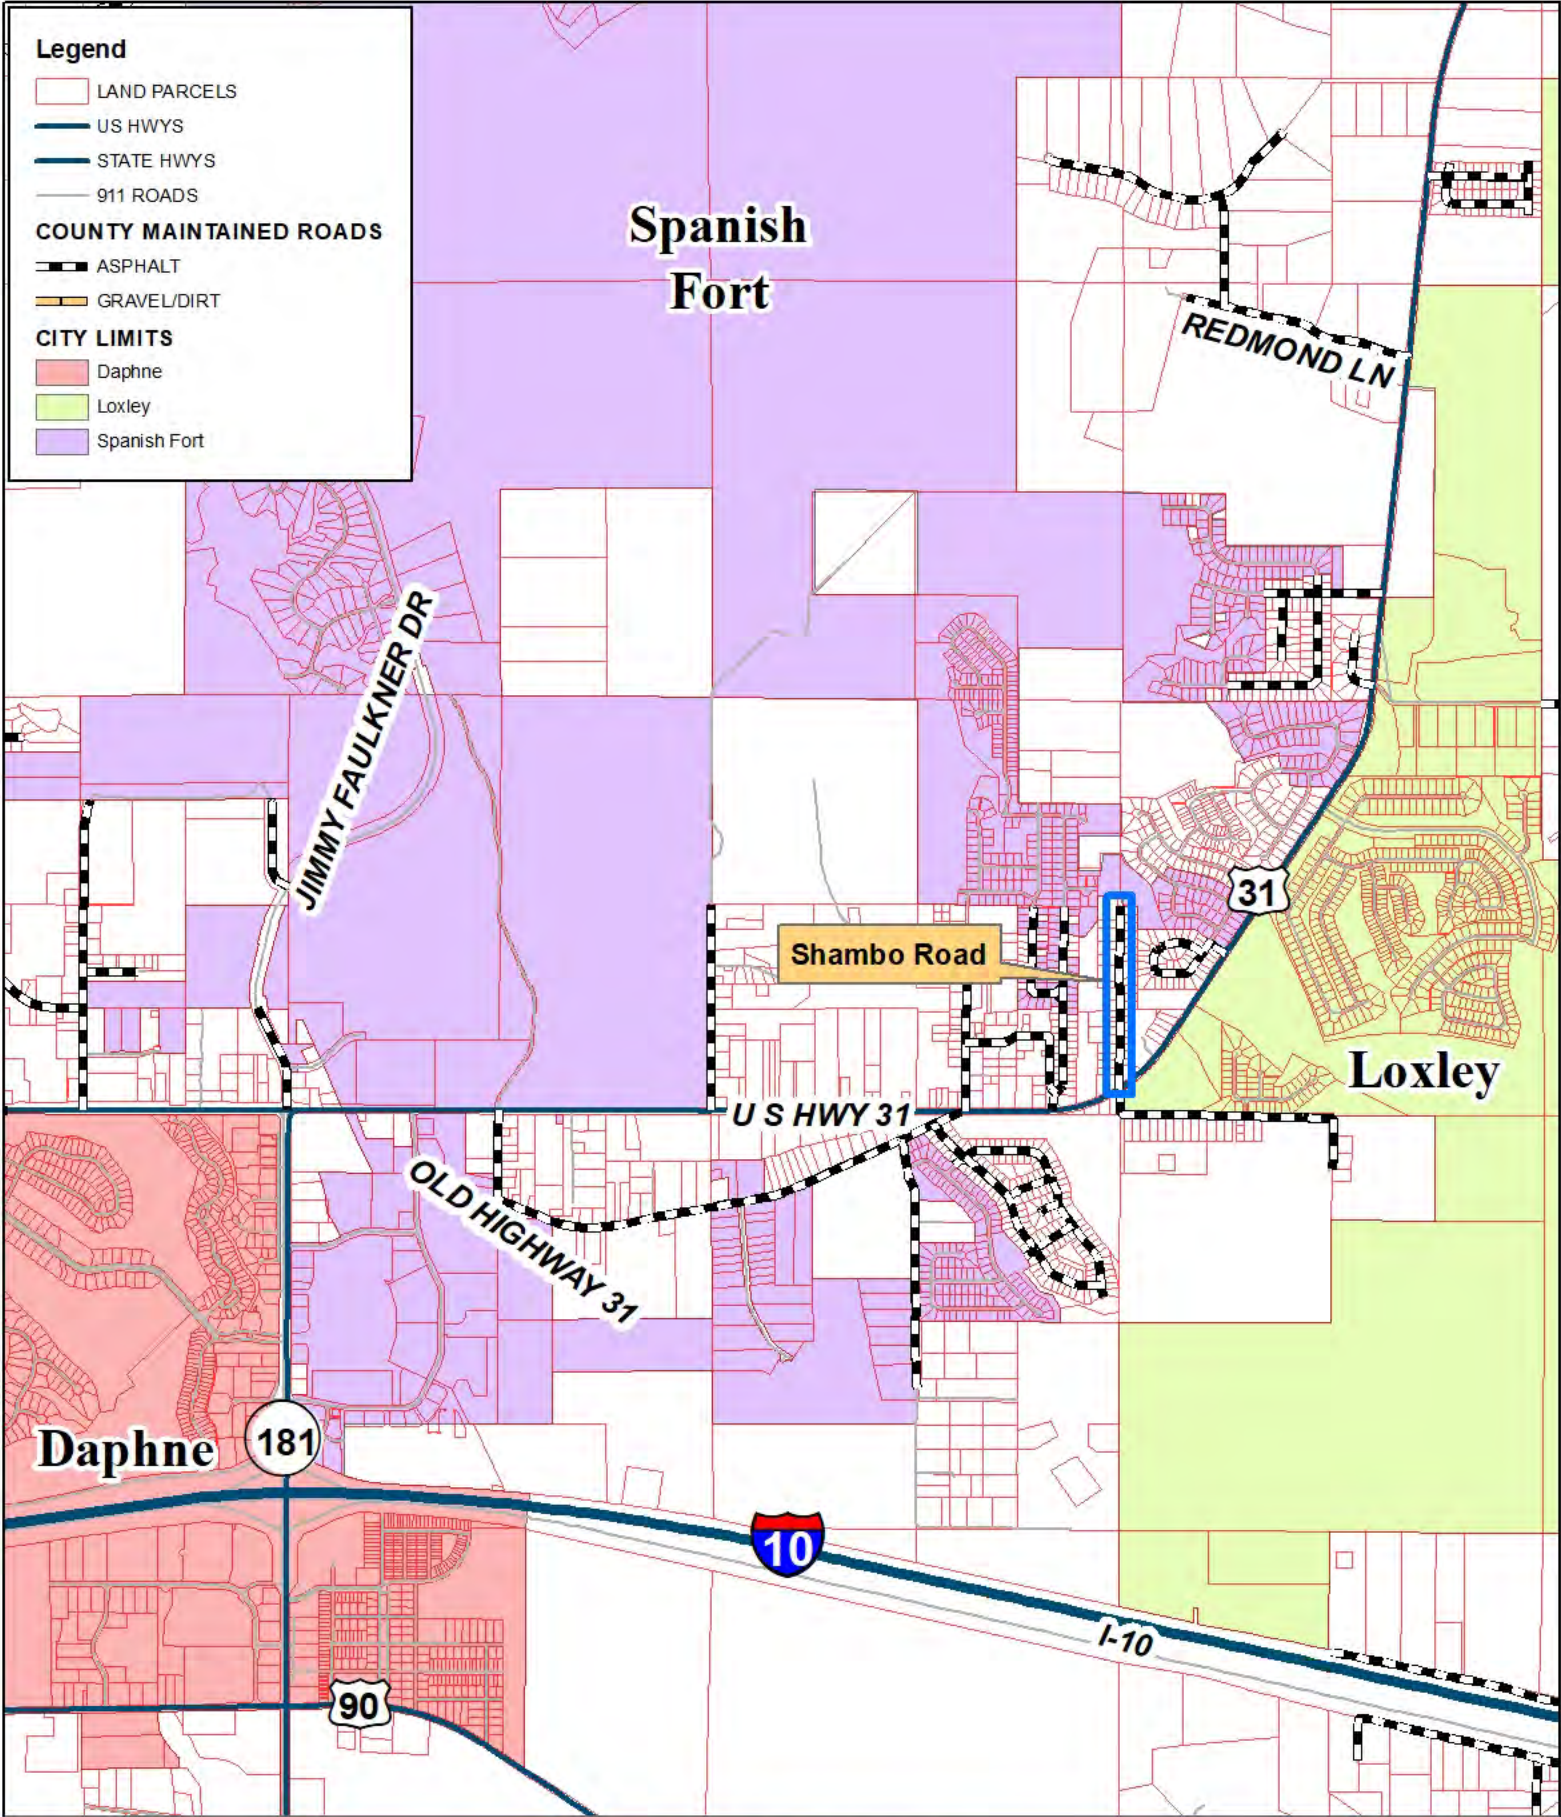 Legend
LAND PARCELS
US HWYS
STATE HWYS
911 ROADS
COUNTY MAINTAINED ROADS
ASPHALT
GRAVEL/DIRT
CITY LIMITS
Daphne
Loxley
Spanish Fort
Spanish
Fort
REDMOND LN
JIMMY FAULKNER DR
31
Shambo Road
Loxley
U S HWY 31
OLD HIGHWAY 31
Daphne
181
10
I-10
90